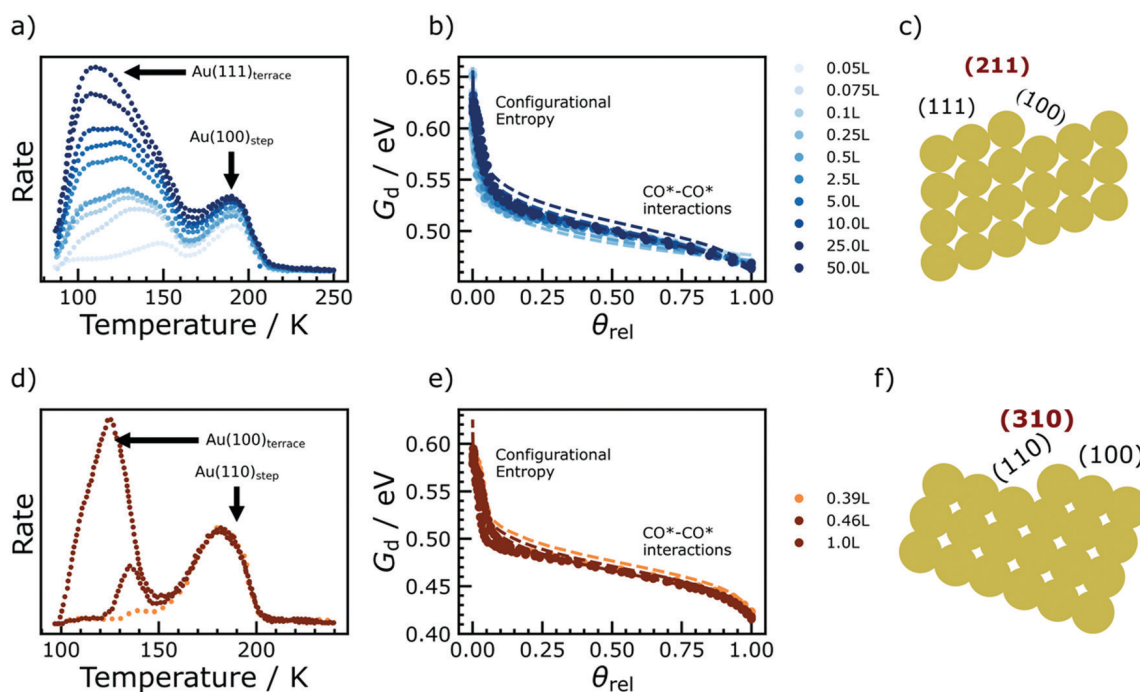 a)
Rate
Au(111)terrace
Au(100)step
100
150
200
250
Temperature / K
b)
Gd / eV
0.65
0.60
0.55
0.50
Configurational
Entropy
CO*-CO*
interactions
0.00
0.25
0.50
0.75
1.00
θrel
0.05L
0.075L
0.1L
0.25L
0.5L
2.5L
5.0L
10.0L
25.0L
50.0L
c)
(211)
(111)
(100)
d)
Rate
Au(100)terrace
Au(110)step
100
150
200
Temperature / K
e)
Gd / eV
0.60
0.55
0.50
0.45
0.40
Configurational
Entropy
CO*-CO*
interactions
0.00
0.25
0.50
0.75
1.00
θrel
0.39L
0.46L
1.0L
f)
(310)
(110)
(100)